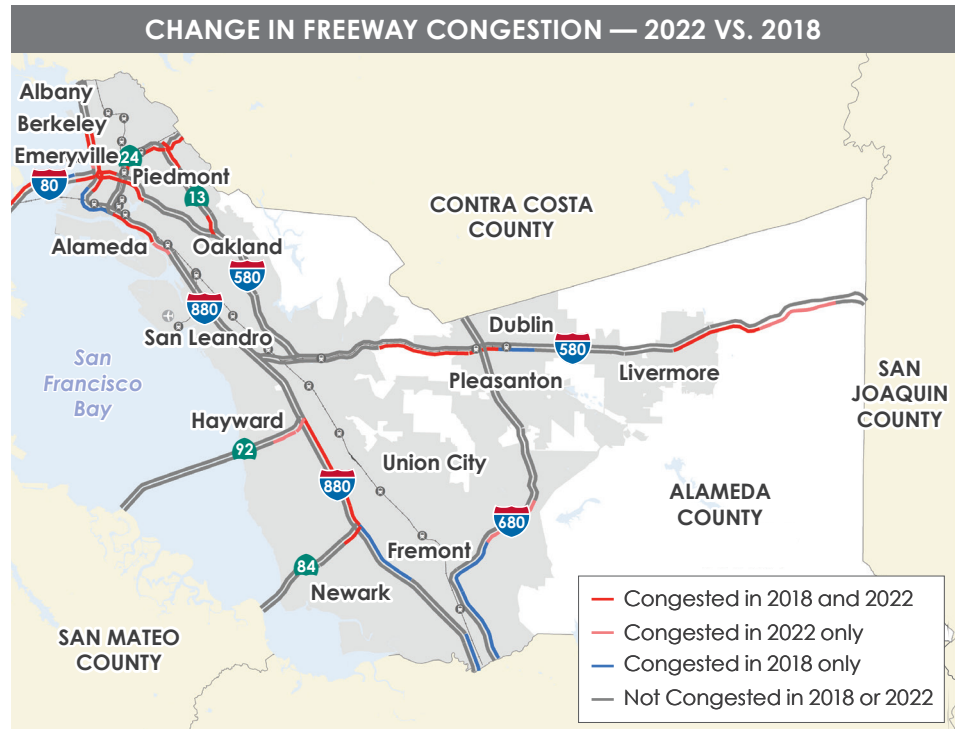 CHANGE IN FREEWAY CONGESTION — 2022 VS. 2018
Albany
Berkeley
Emeryville
24
80
Piedmont
13
CONTRA COSTA
COUNTY
Alameda
Oakland
580
880
San Leandro
Dublin
580
San
Francisco
Bay
Pleasanton
Livermore
SAN
JOAQUIN
COUNTY
Hayward
92
Union City
880
ALAMEDA
COUNTY
680
Fremont
84
Newark
SAN MATEO
COUNTY
Congested in 2018 and 2022
Congested in 2022 only
Congested in 2018 only
Not Congested in 2018 or 2022